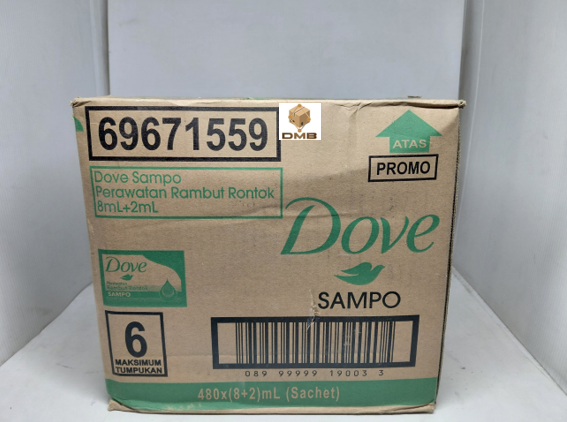 69671559
DMB
ATAS
PROMO
Dove Sampo
Perawatan Rambut Rontok
8mL+2mL
Dove
SAMPO
Dove
SAMPO
6
MAKSIMUM
TUMPUKAN
089 99999 19003 3
480x(8+2)mL (Sachet)